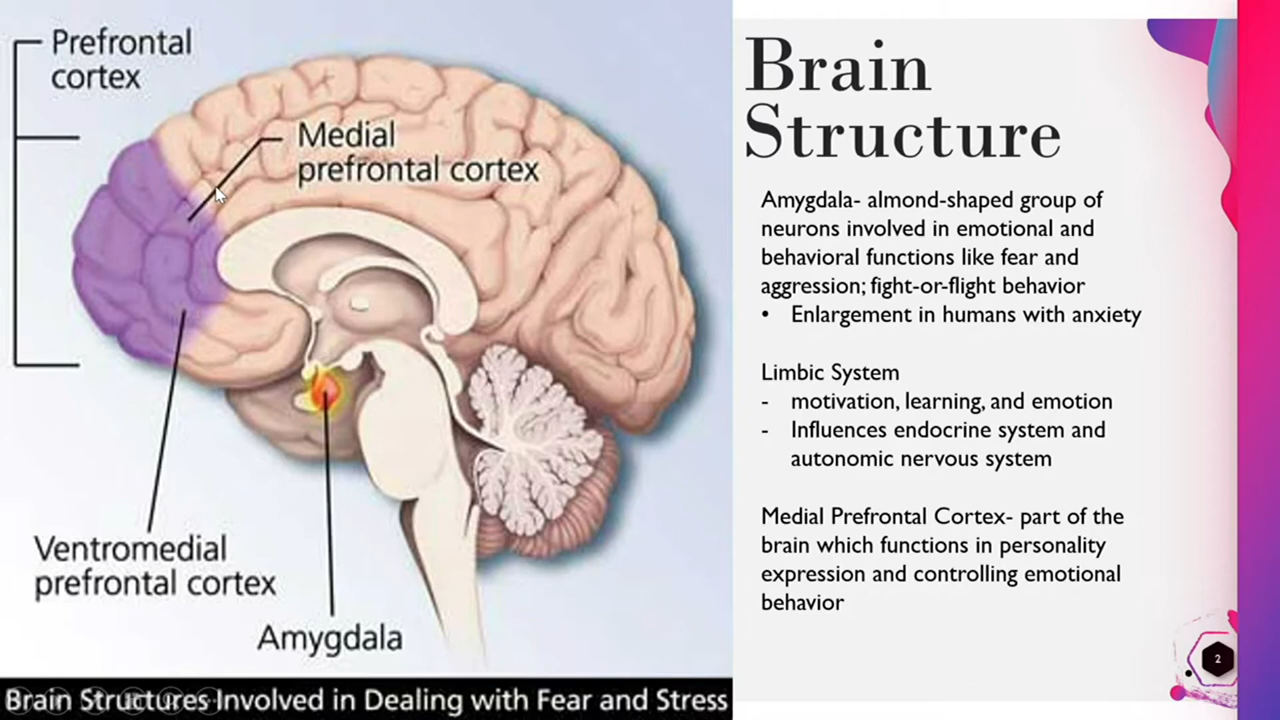 Prefrontal
cortex
Medial
prefrontal cortex
Ventromedial
prefrontal cortex
Amygdala
Brain Structures Involved in Dealing with Fear and Stress
Brain
Structure
Amygdala- almond-shaped group of
neurons involved in emotional and
behavioral functions like fear and
aggression; fight-or-flight behavior
• Enlargement in humans with anxiety
Limbic System
- motivation, learning, and emotion
- Influences endocrine system and
autonomic nervous system
Medial Prefrontal Cortex- part of the
brain which functions in personality
expression and controlling emotional
behavior
2